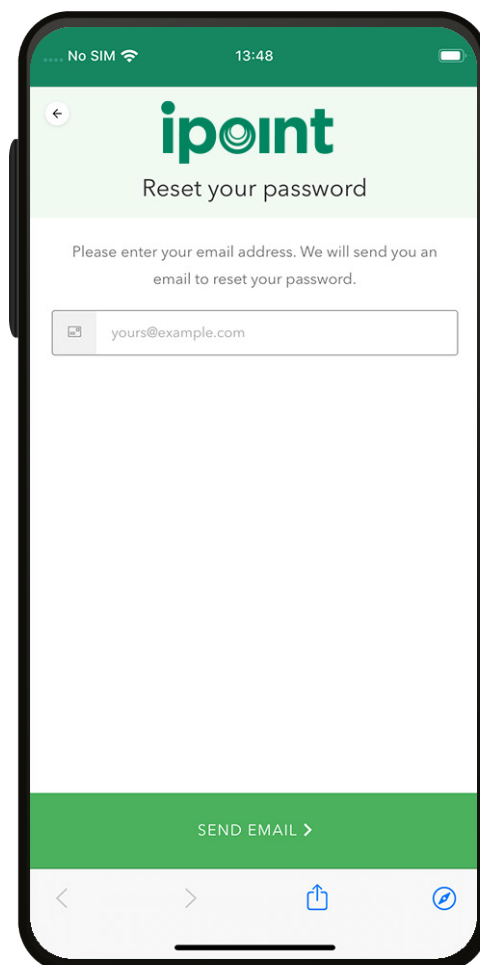 No SIM
13:48
ipoint
Reset your password
Please enter your email address. We will send you an
email to reset your password.
yours@example.com
SEND EMAIL